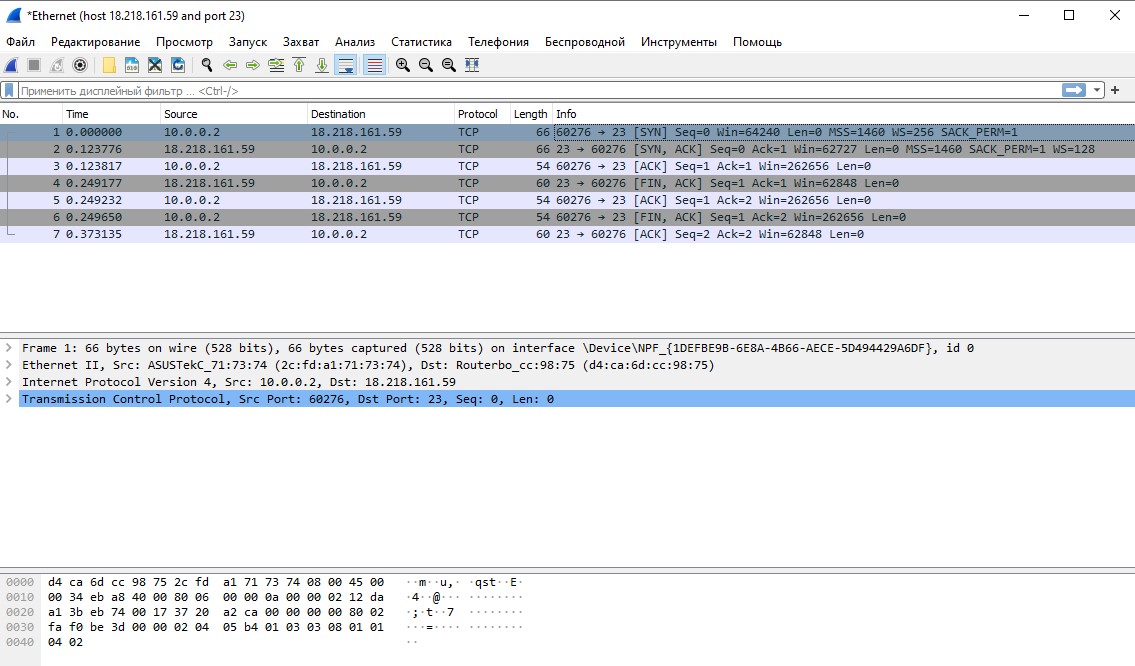 *Ethernet (host 18.218.161.59 and port 23)
Файл Редактирование Просмотр Запуск Захват Анализ Статистика Телефония Беспроводной Инструменты Помощь
Применить дисплейный фильтр ... <Ctrl-/>
No. Time Source Destination Protocol Length Info
1 0.000000 10.0.0.2 18.218.161.59 TCP 66 60276 → 23 [SYN] Seq=0 Win=64240 Len=0 MSS=1460 WS=256 SACK_PERM=1
2 0.123776 18.218.161.59 10.0.0.2 TCP 66 23 → 60276 [SYN, ACK] Seq=0 Ack=1 Win=62727 Len=0 MSS=1460 SACK_PERM=1 WS=128
3 0.123817 10.0.0.2 18.218.161.59 TCP 54 60276 → 23 [ACK] Seq=1 Ack=1 Win=262656 Len=0
4 0.249177 18.218.161.59 10.0.0.2 TCP 60 23 → 60276 [FIN, ACK] Seq=1 Ack=1 Win=62848 Len=0
5 0.249232 10.0.0.2 18.218.161.59 TCP 54 60276 → 23 [ACK] Seq=1 Ack=2 Win=262656 Len=0
6 0.249650 10.0.0.2 18.218.161.59 TCP 54 60276 → 23 [FIN, ACK] Seq=1 Ack=2 Win=262656 Len=0
7 0.373135 18.218.161.59 10.0.0.2 TCP 60 23 → 60276 [ACK] Seq=2 Ack=2 Win=62848 Len=0
Frame 1: 66 bytes on wire (528 bits), 66 bytes captured (528 bits) on interface \Device\NPF_{1DEFBE9B-6E8A-4B66-AECE-5D494429A6DF}, id 0
Ethernet II, Src: ASUSTekC_71:73:74 (2c:fd:a1:71:73:74), Dst: Routerbo_cc:98:75 (d4:ca:6d:cc:98:75)
Internet Protocol Version 4, Src: 10.0.0.2, Dst: 18.218.161.59
Transmission Control Protocol, Src Port: 60276, Dst Port: 23, Seq: 0, Len: 0
0000 d4 ca 6d cc 98 75 2c fd a1 71 73 74 08 00 45 00 ··m··u,· ·qst··E·
0010 00 34 eb a8 40 00 80 06 00 00 0a 00 00 02 12 da ·4··@··· ········
0020 a1 3b eb 74 00 17 37 20 a2 ca 00 00 00 00 80 02 ·;·t··7 ········
0030 fa f0 be 3d 00 00 02 04 05 b4 01 03 03 08 01 01 ···=···· ········
0040 04 02 ··